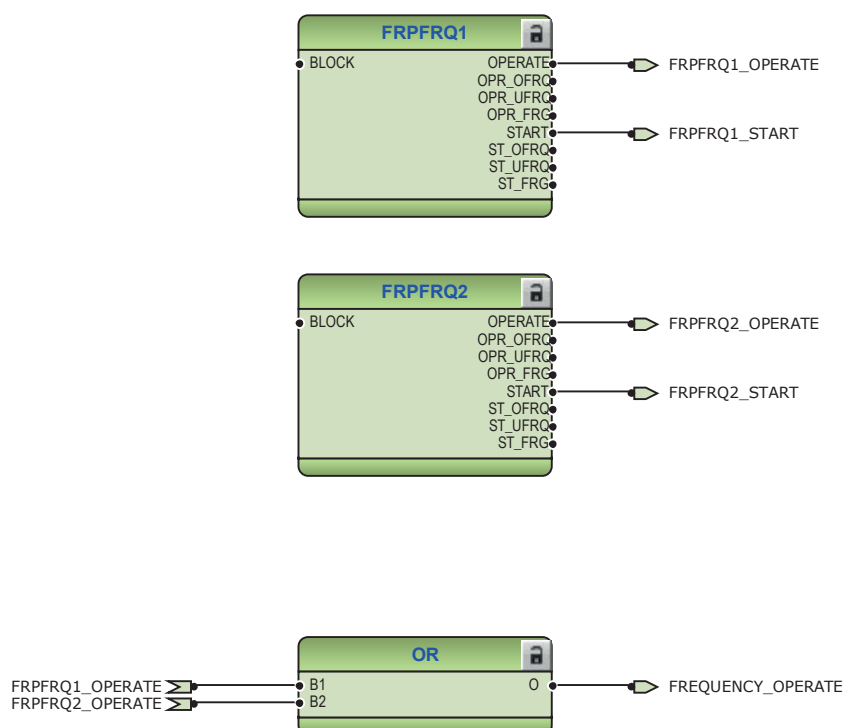 FRPFRQ1
BLOCK OPERATE FRPFRQ1_OPERATE
OPR_OFRQ
OPR_UFRQ
OPR_FRG
START FRPFRQ1_START
ST_OFRQ
ST_UFRQ
ST_FRG
FRPFRQ2
BLOCK OPERATE FRPFRQ2_OPERATE
OPR_OFRQ
OPR_UFRQ
OPR_FRG
START FRPFRQ2_START
ST_OFRQ
ST_UFRQ
ST_FRG
OR
FRPFRQ1_OPERATE B1 O FREQUENCY_OPERATE
FRPFRQ2_OPERATE B2